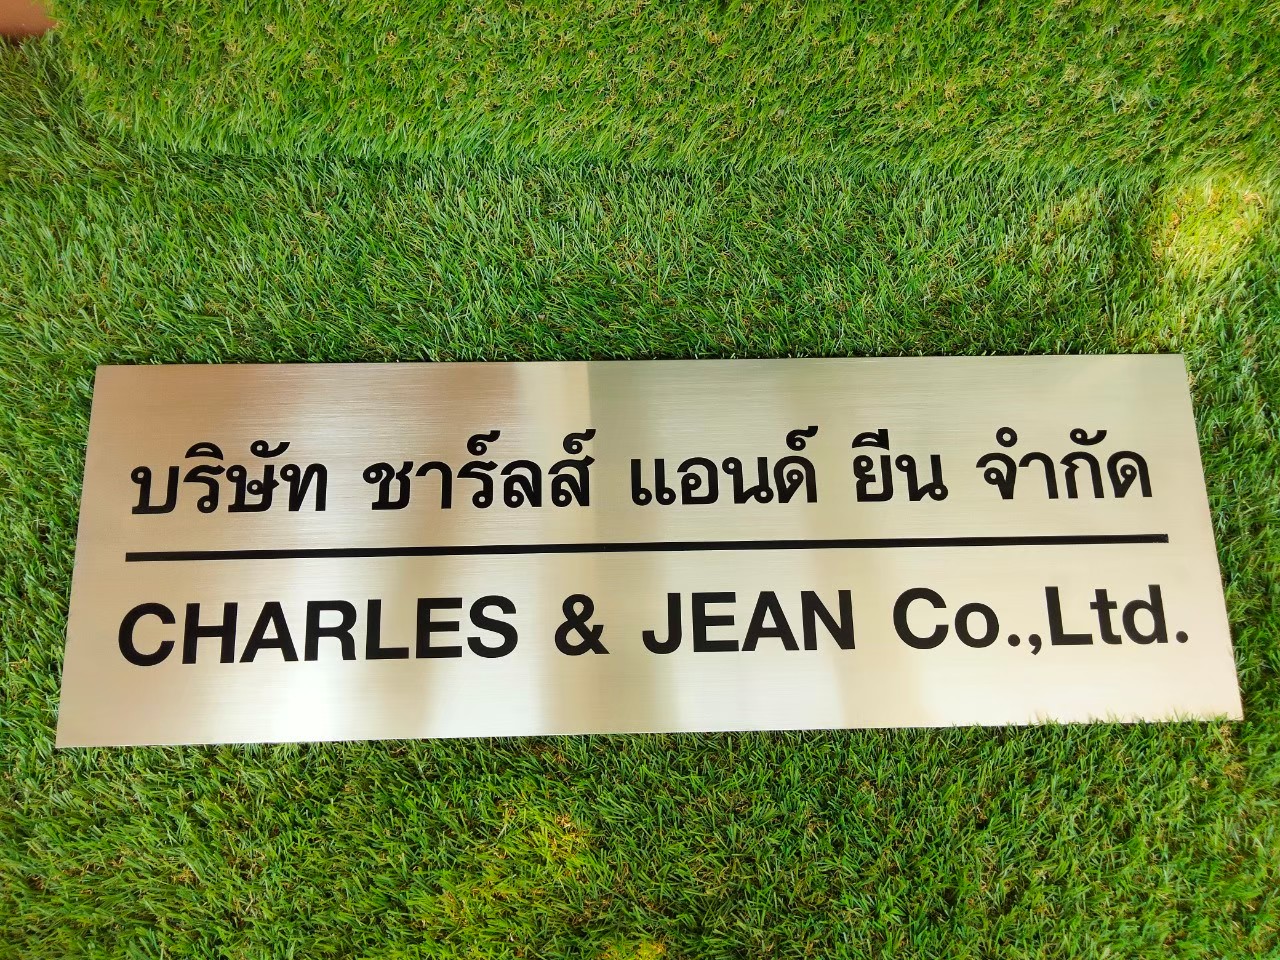 บริษัท ชาร์ลส์ แอนด์ ยีน จำกัด
CHARLES & JEAN Co.,Ltd.